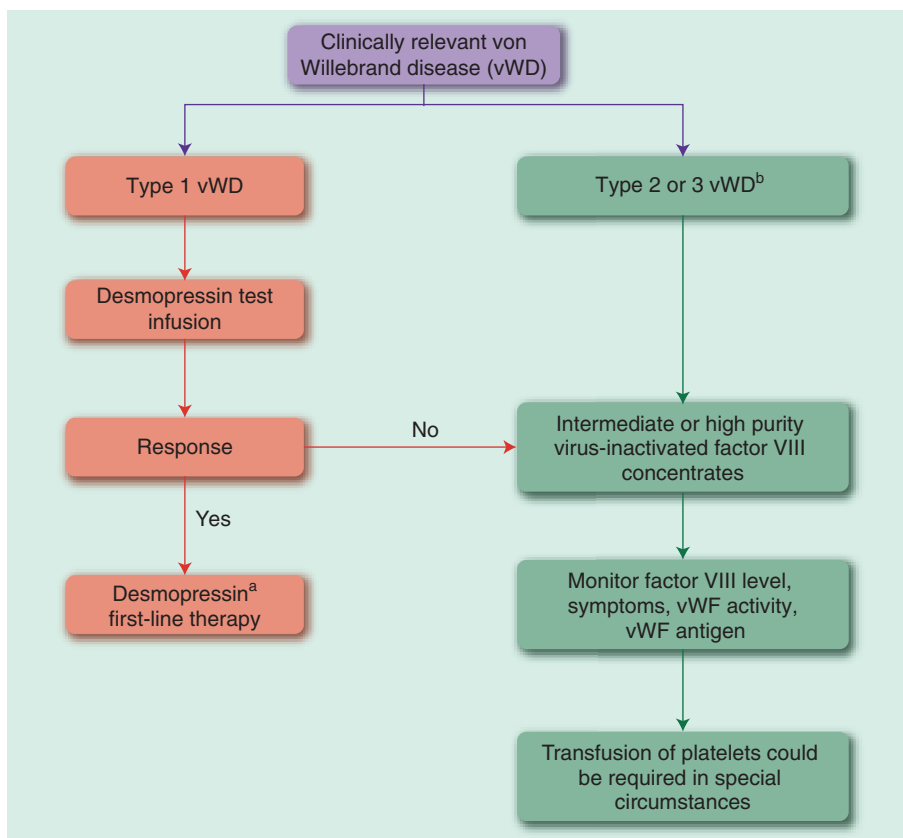 Clinically relevant von
Willebrand disease (vWD)
Type 1 vWD
Type 2 or 3 vWDᵇ
Desmopressin test
infusion
Response
No
Intermediate or high purity
virus-inactivated factor VIII
concentrates
Yes
Desmopressinᵃ
first-line therapy
Monitor factor VIII level,
symptoms, vWF activity,
vWF antigen
Transfusion of platelets could
be required in special
circumstances